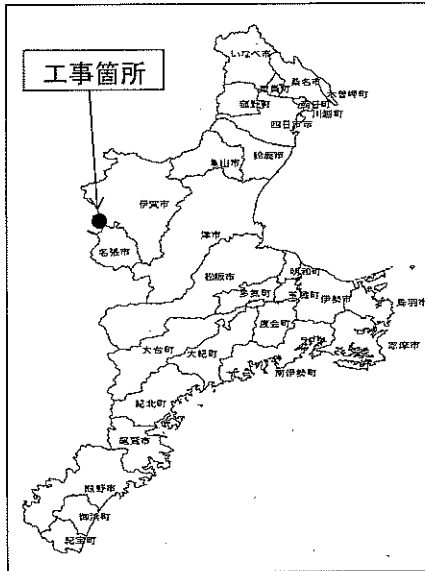 工事箇所
いなべ市
東員町
桑名市
木曽岬町
菰野町
朝日町
川越町
四日市市
亀山市
鈴鹿市
伊賀市
津市
名張市
松阪市
明和町
多気町
玉城町
伊勢市
鳥羽市
度会町
志摩市
大台町
大紀町
南伊勢町
紀北町
尾鷲市
熊野市
御浜町
紀宝町